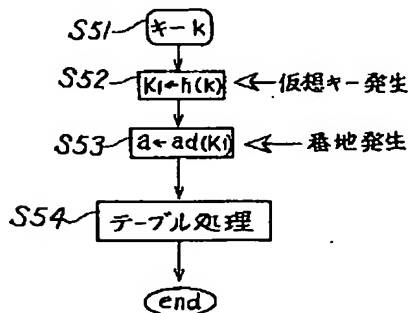 S51 キーk
S52 K1←h(k) ⇐ 仮想キー発生
S53 a←ad(K1) ⇐ 番地発生
S54 テーブル処理
end